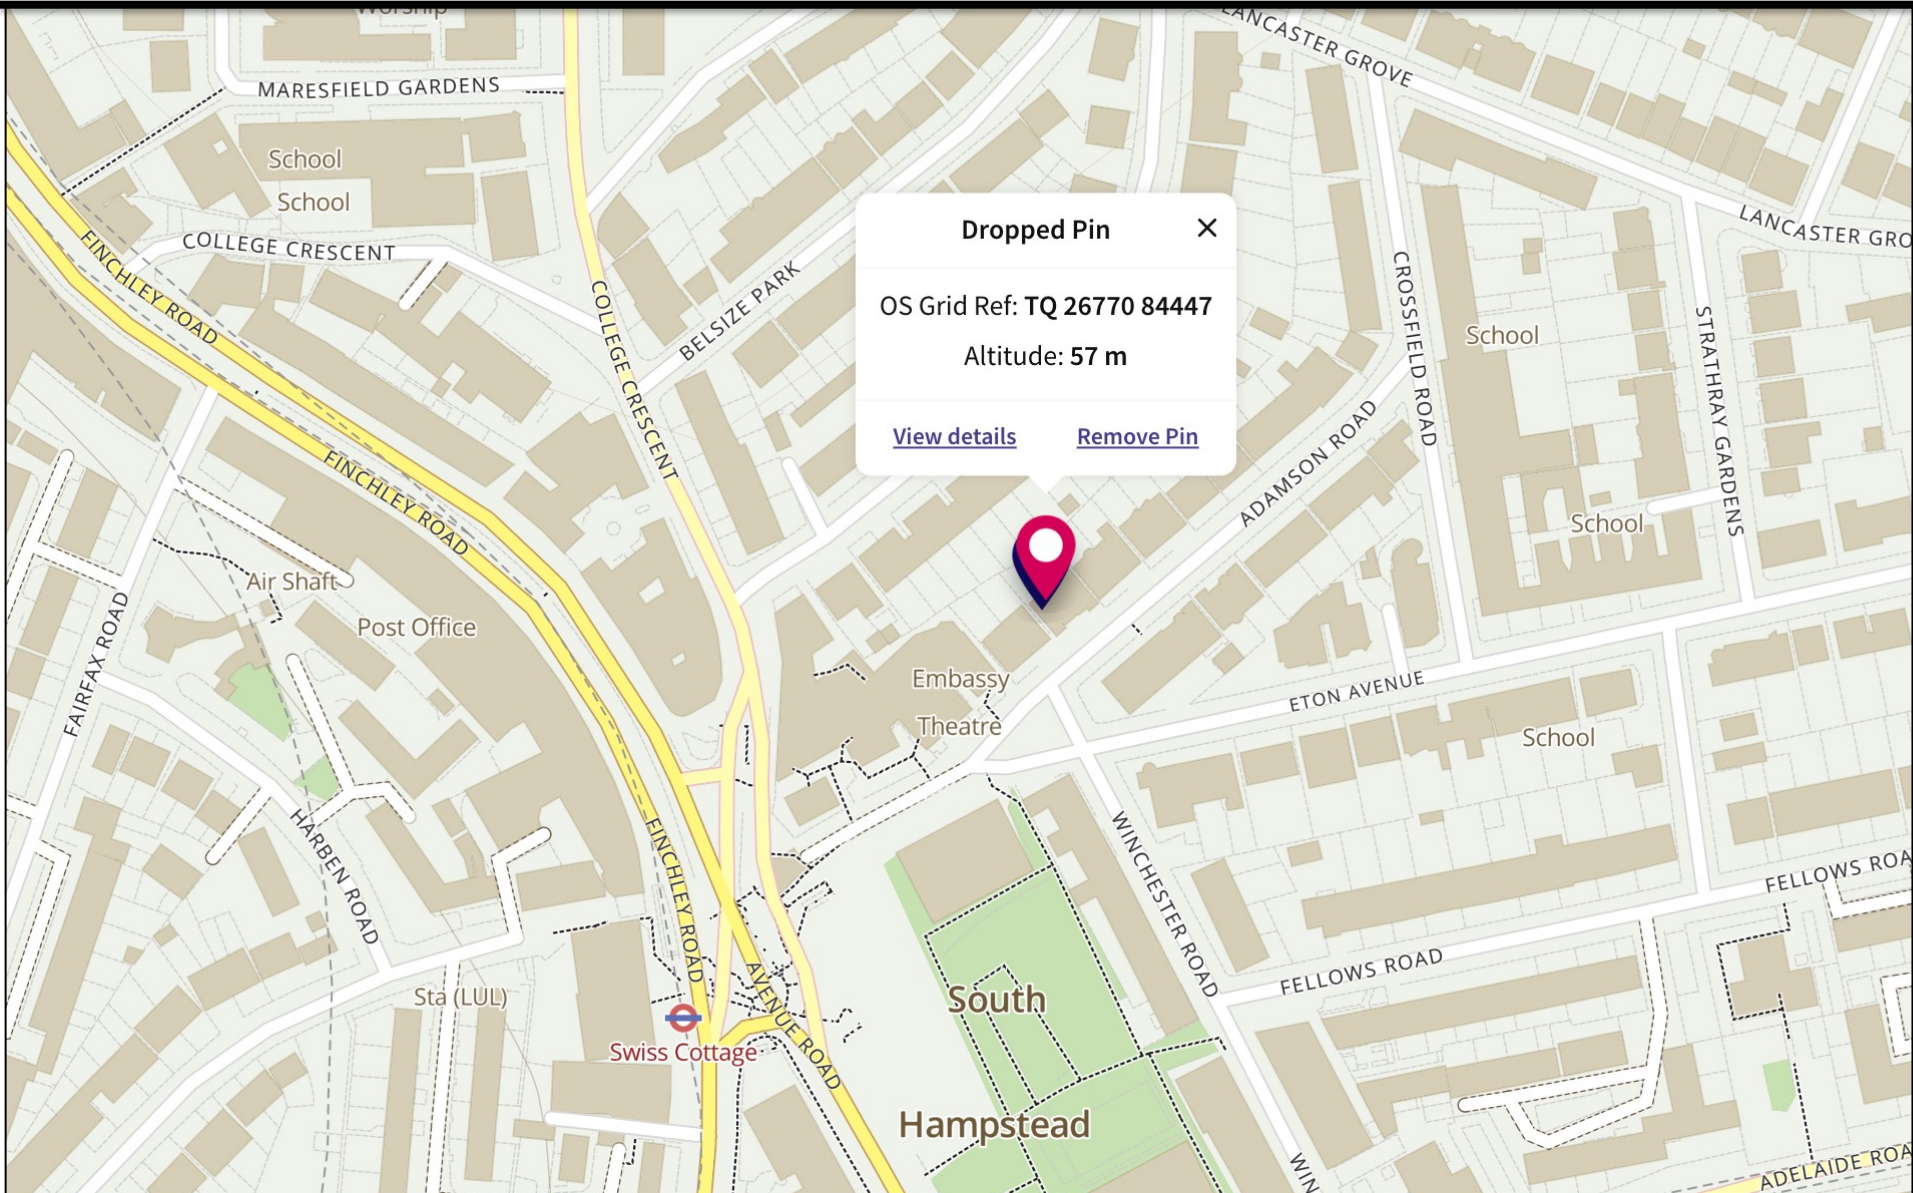 Worship
LANCASTER GROVE
MARESFIELD GARDENS
School
School
COLLEGE CRESCENT
FINCHLEY ROAD
COLLEGE CRESCENT
BELSIZE PARK
Dropped Pin
OS Grid Ref: TQ 26770 84447
Altitude: 57 m
View details
Remove Pin
LANCASTER GRO
CROSSFIELD ROAD
School
STRATHRAY GARDENS
ADAMSON ROAD
School
FINCHLEY ROAD
Air Shaft
Post Office
FAIRFAX ROAD
Embassy
Theatre
ETON AVENUE
School
HARBEN ROAD
FINCHLEY ROAD
WINCHESTER ROAD
FELLOWS ROA
FELLOWS ROAD
AVENUE ROAD
Sta (LUL)
Swiss Cottage
South
Hampstead
WIN
ADELAIDE ROA